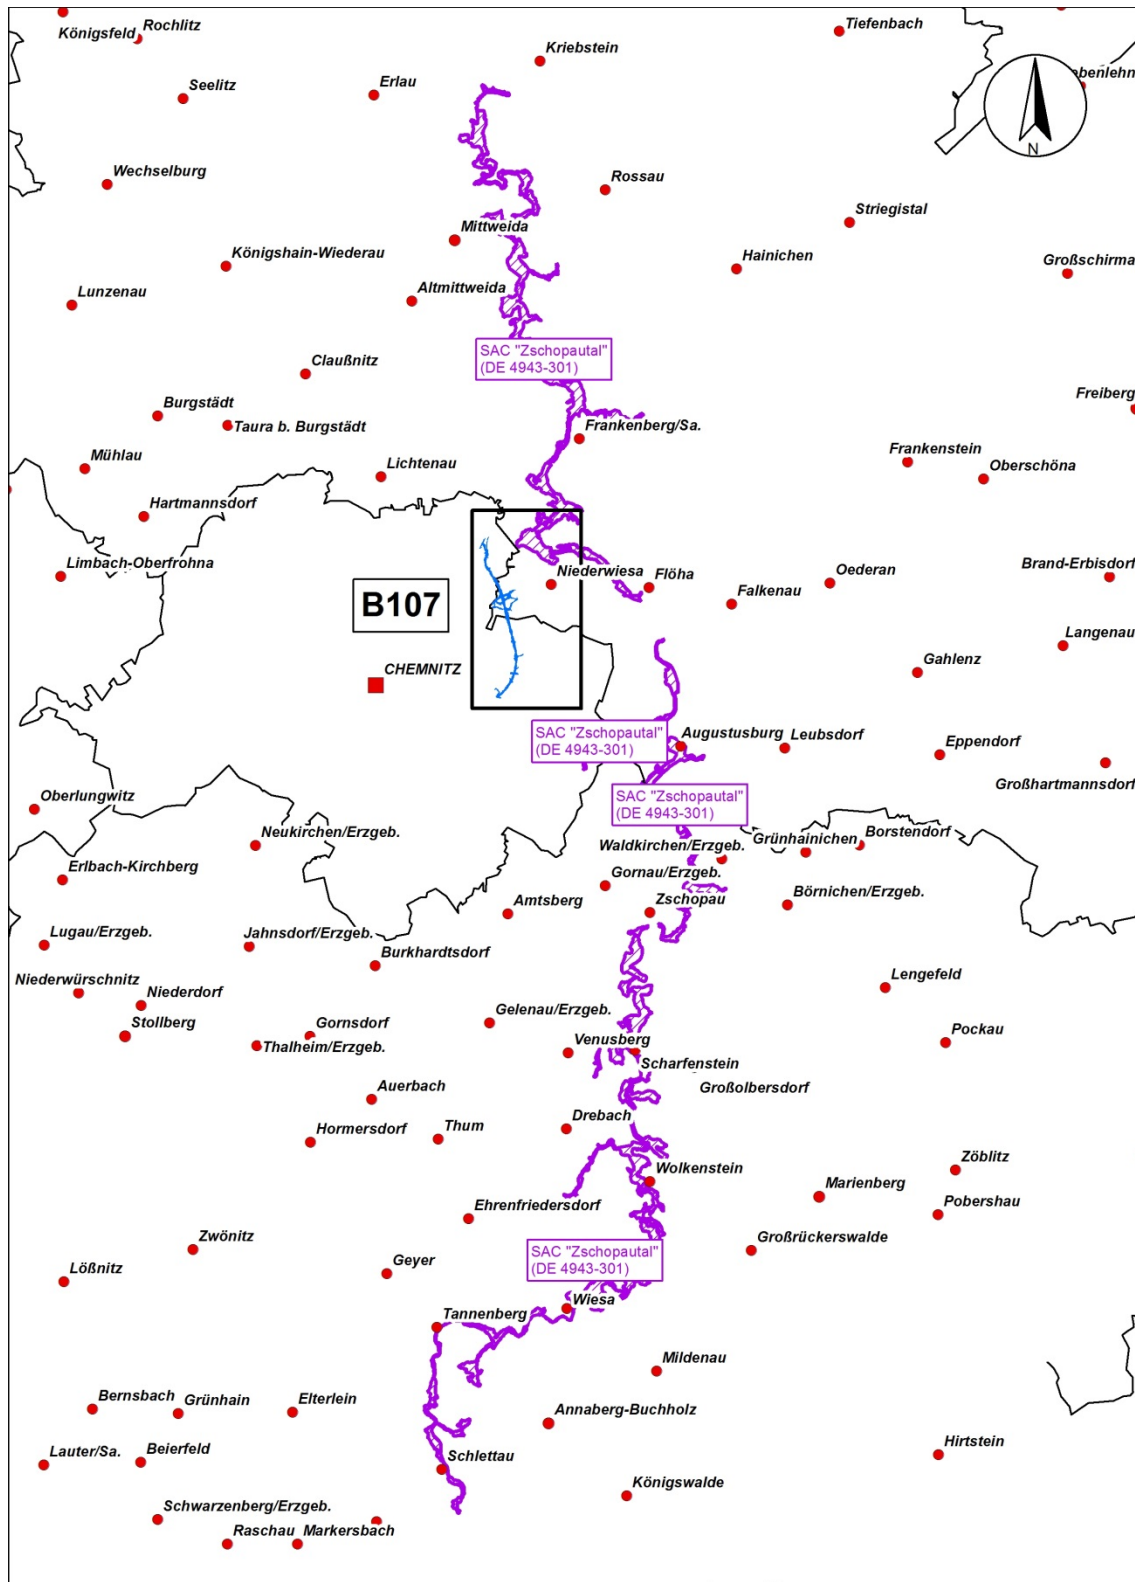 Tiefenbach
Rochlitz
Königsfeld
Kriebstein
ebenlehn
Seelitz
Erlau
N
Wechselburg
Rossau
Striegistal
Mittweida
Königshain-Wiederau
Hainichen
Großschirma
Lunzenau
Altmittweida
SAC "Zschopautal"
(DE 4943-301)
Claußnitz
Freiberg
Burgstädt
Taura b. Burgstädt
Frankenberg/Sa.
Mühlau
Frankenstein
Lichtenau
Oberschöna
Hartmannsdorf
Limbach-Oberfrohna
Niederwiesa
Flöha
Oederan
Brand-Erbisdorf
B107
Falkenau
Langenau
CHEMNITZ
Gahlenz
SAC "Zschopautal"
(DE 4943-301)
Augustusburg
Leubsdorf
Eppendorf
Großhartmannsdorf
SAC "Zschopautal"
(DE 4943-301)
Oberlungwitz
Neukirchen/Erzgeb.
Waldkirchen/Erzgeb.
Grünhainichen
Borstendorf
Erlbach-Kirchberg
Gornau/Erzgeb.
Börnichen/Erzgeb.
Amtsberg
Zschopau
Lugau/Erzgeb.
Jahnsdorf/Erzgeb.
Burkhardtsdorf
Niederwürschnitz
Niederdorf
Lengefeld
Stollberg
Gornsdorf
Gelenau/Erzgeb.
Thalheim/Erzgeb.
Venusberg
Pockau
Scharfenstein
Großolbersdorf
Auerbach
Hormersdorf
Thum
Drebach
Zöblitz
Wolkenstein
Marienberg
Pobershau
Ehrenfriedersdorf
Zwönitz
Großrückerswalde
SAC "Zschopautal"
(DE 4943-301)
Lößnitz
Geyer
Wiesa
Tannenberg
Mildenau
Bernsbach
Grünhain
Elterlein
Annaberg-Buchholz
Lauter/Sa.
Beierfeld
Schlettau
Hirtstein
Königswalde
Schwarzenberg/Erzgeb.
Raschau
Markersbach